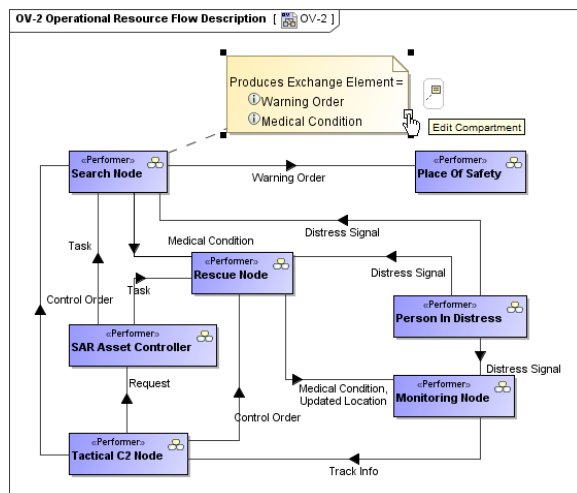 OV-2 Operational Resource Flow Description [ OV-2 ]
Produces Exchange Element =
Warning Order
Medical Condition
Edit Compartment
«Performer»
Search Node
Warning Order
«Performer»
Place Of Safety
Distress Signal
Task
Medical Condition
«Performer»
Rescue Node
Distress Signal
Task
Control Order
«Performer»
Person In Distress
«Performer»
SAR Asset Controller
Distress Signal
Request
Medical Condition,
Updated Location
«Performer»
Monitoring Node
Control Order
«Performer»
Tactical C2 Node
Track Info